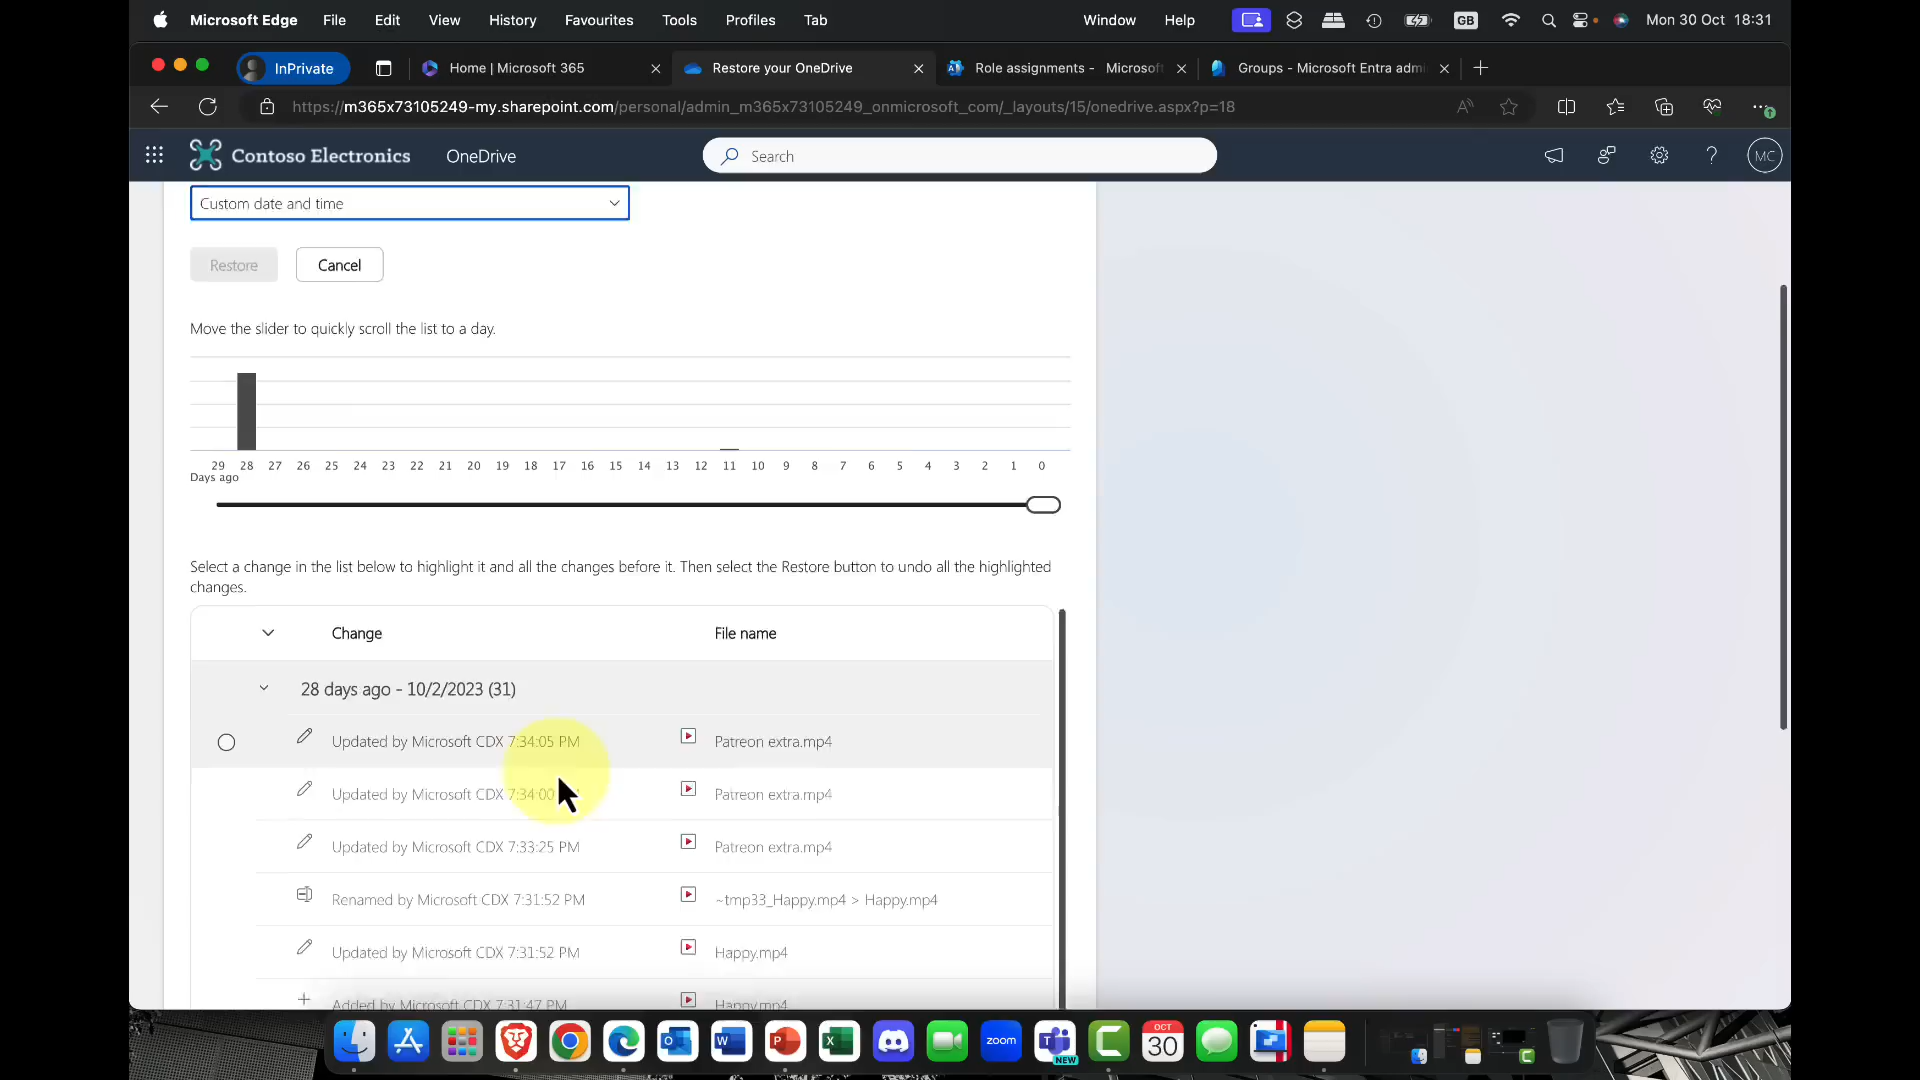 Microsoft Edge File Edit View History Favourites Tools Profiles Tab Window Help GB Mon 30 Oct 18:31
InPrivate Home | Microsoft 365 Restore your OneDrive Role assignments - Microsoft Groups - Microsoft Entra admi
https://m365x73105249-my.sharepoint.com/personal/admin_m365x73105249_onmicrosoft_com/_layouts/15/onedrive.aspx?p=18
Contoso Electronics OneDrive Search MC
Custom date and time
Restore Cancel
Move the slider to quickly scroll the list to a day.
29 28 27 26 25 24 23 22 21 20 19 18 17 16 15 14 13 12 11 10 9 8 7 6 5 4 3 2 1 0
Days ago
Select a change in the list below to highlight it and all the changes before it. Then select the Restore button to undo all the highlighted
changes.
Change File name
28 days ago - 10/2/2023 (31)
Updated by Microsoft CDX 7:34:05 PM Patreon extra.mp4
Updated by Microsoft CDX 7:34:00 Patreon extra.mp4
Updated by Microsoft CDX 7:33:25 PM Patreon extra.mp4
Renamed by Microsoft CDX 7:31:52 PM ~tmp33_Happy.mp4 > Happy.mp4
Updated by Microsoft CDX 7:31:52 PM Happy.mp4
Added by Microsoft CDX 7:31:47 PM Happy.mp4
OCT
30
zoom
NEW